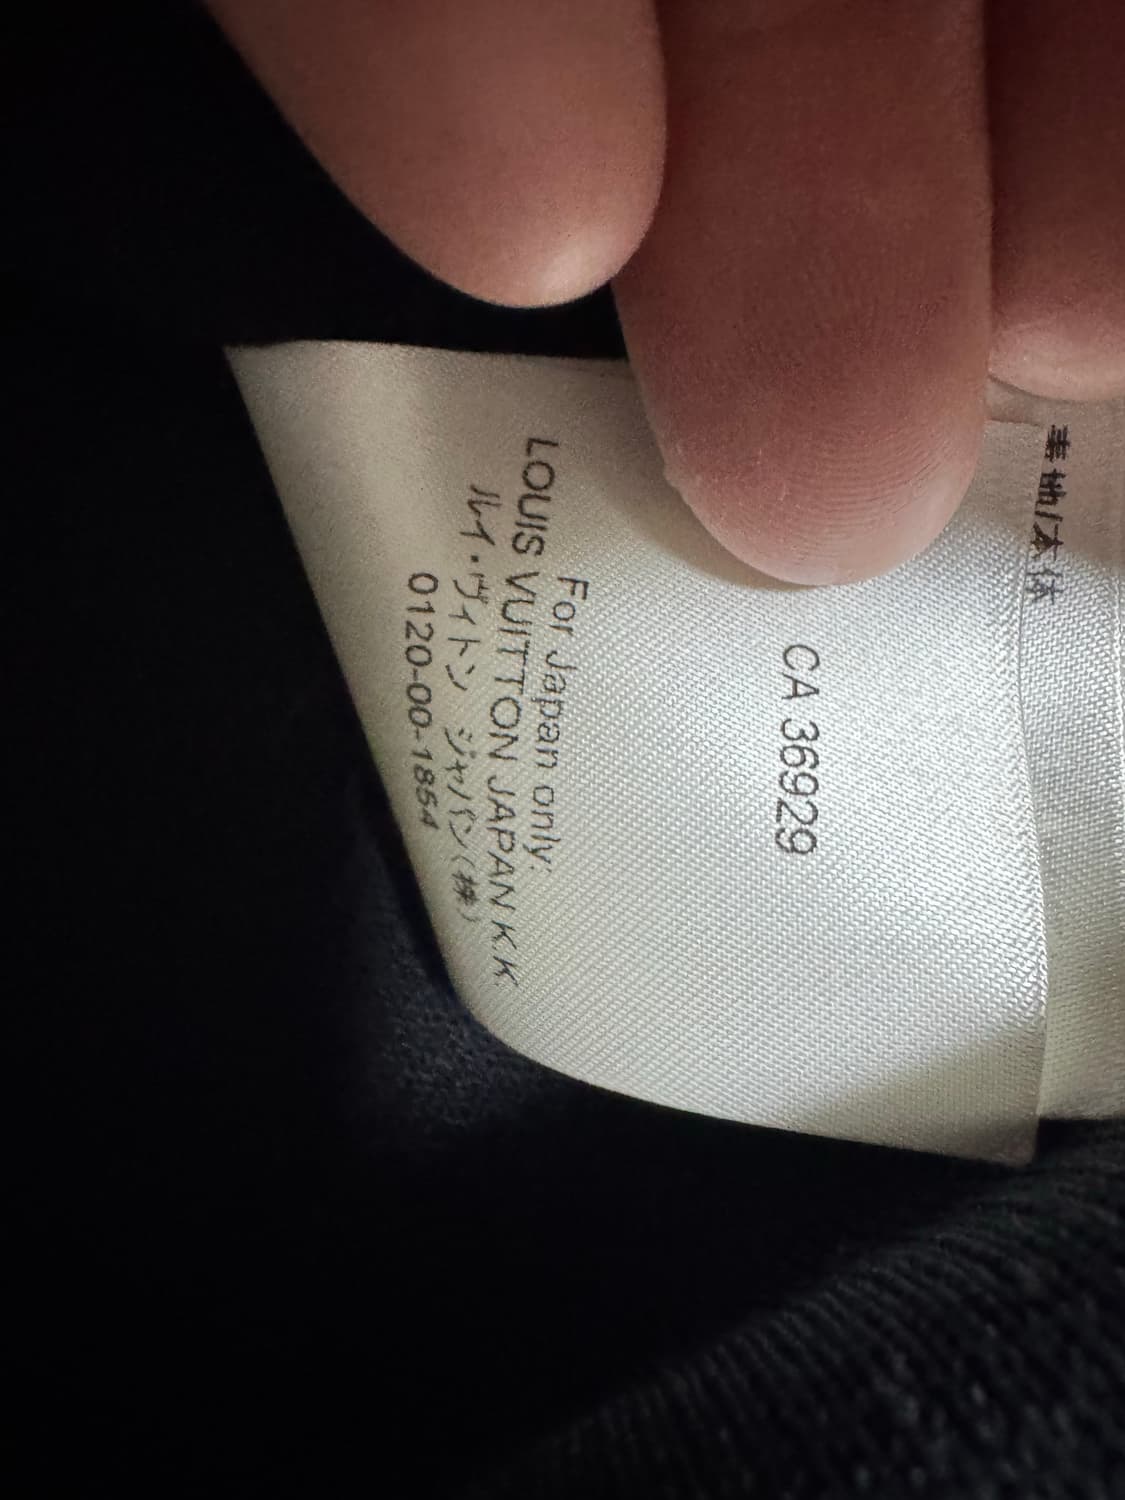 表地/本体
CA 36929
For Japan only:
LOUIS VUITTON JAPAN K.K.
ルイ・ヴィトン ジャパン(株)
0120-00-1854